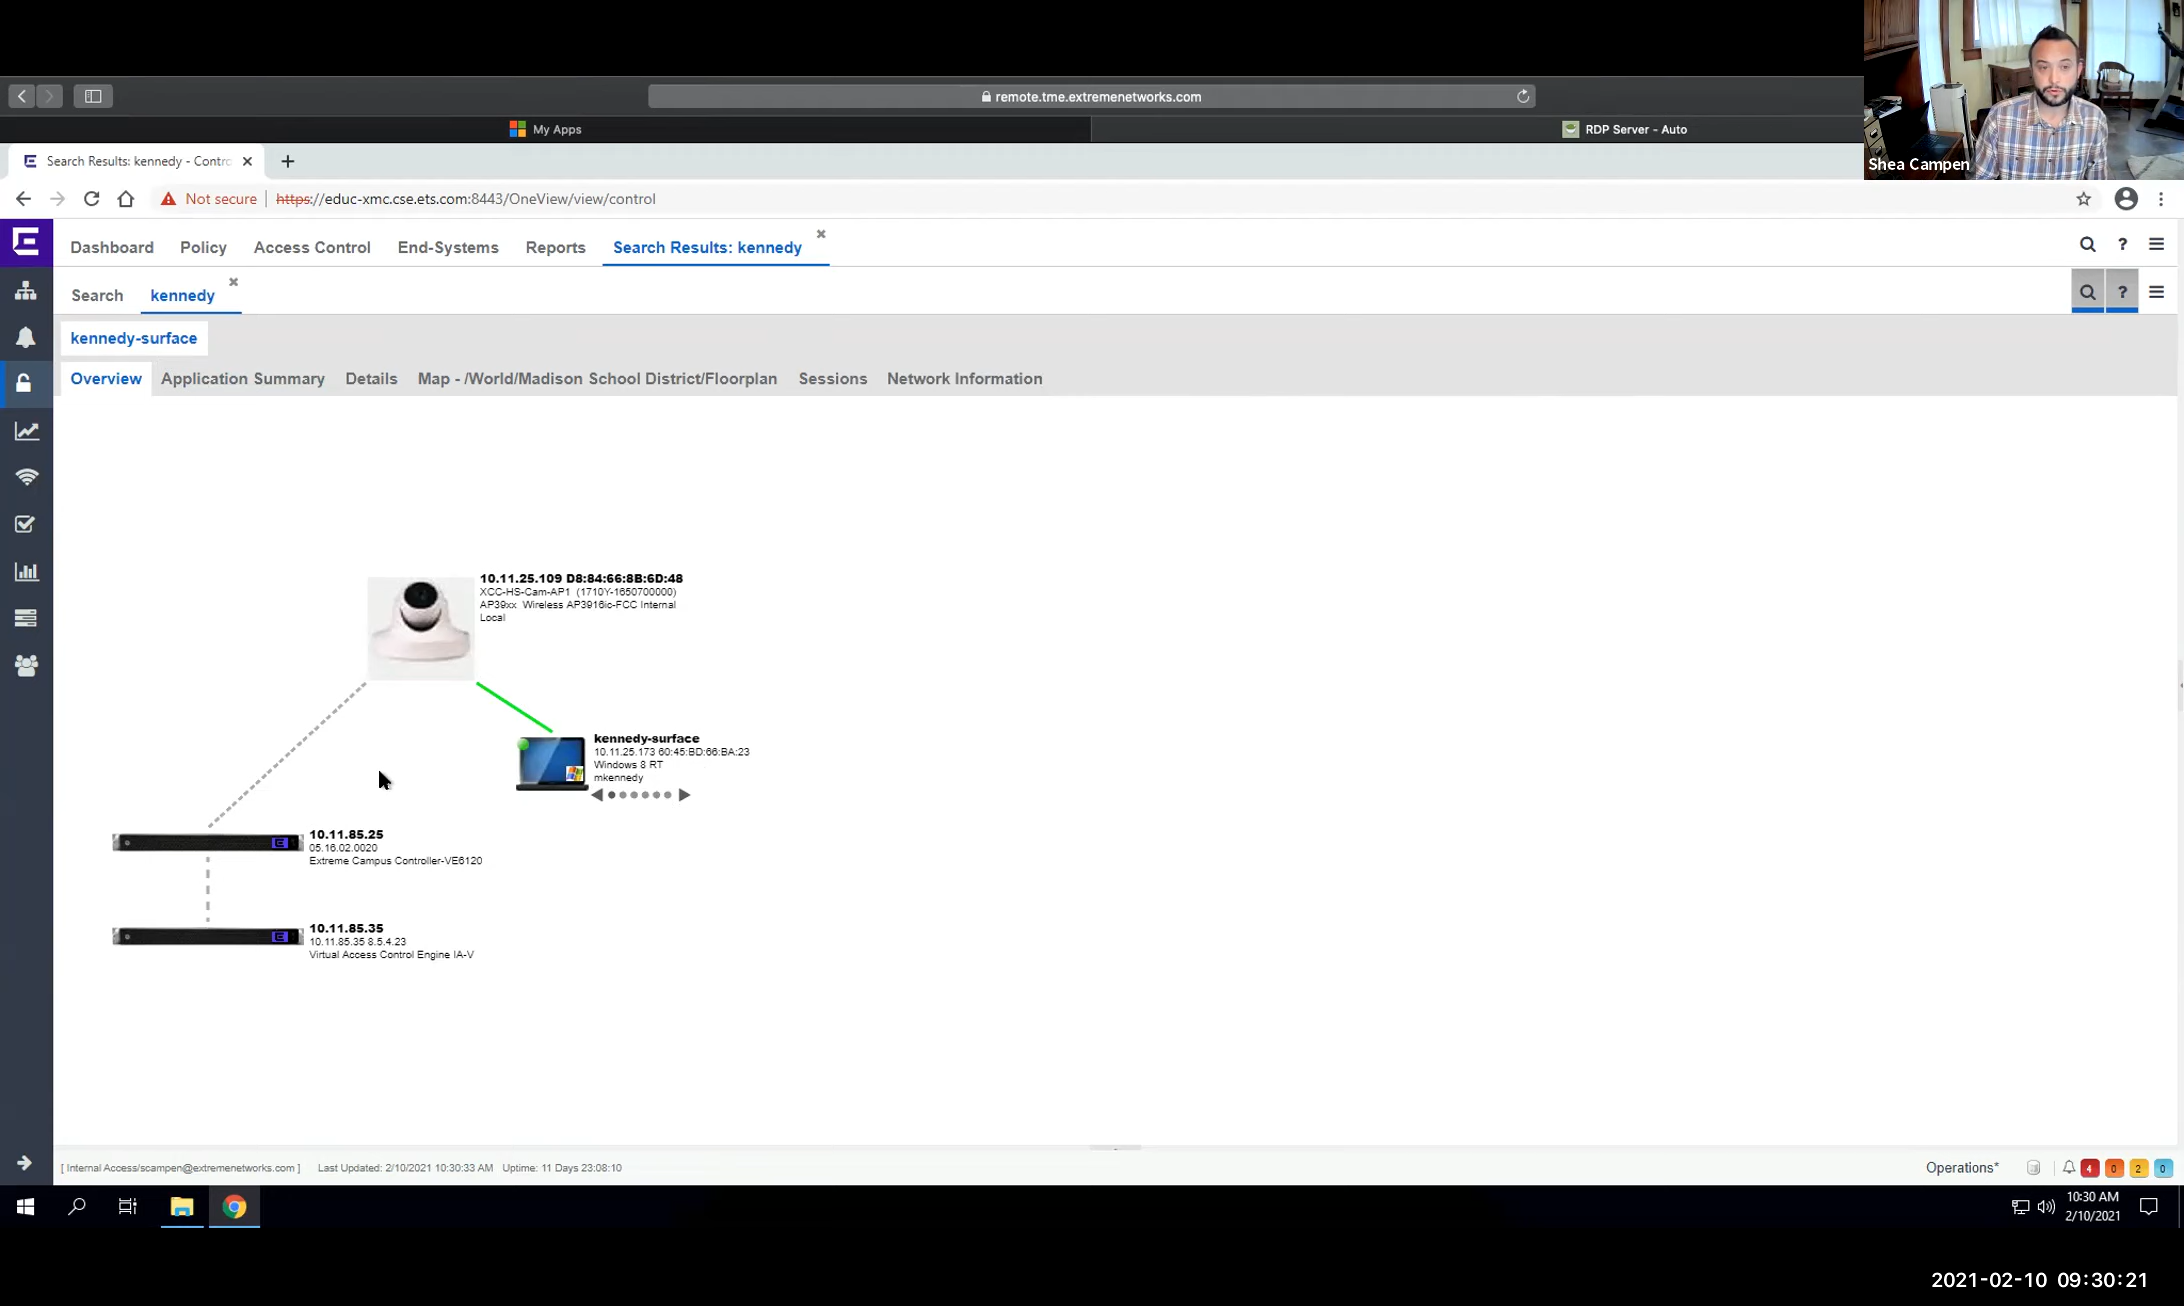 remote.tme.extremenetworks.com
My Apps
RDP Server - Auto
Shea Campen
Search Results: kennedy - Contro
Not secure
https://educ-xmc.cse.ets.com:8443/OneView/view/control
Dashboard
Policy
Access Control
End-Systems
Reports
Search Results: kennedy
?
Search
kennedy
?
kennedy-surface
Overview
Application Summary
Details
Map - /World/Madison School District/Floorplan
Sessions
Network Information
10.11.25.109 D8:84:66:8B:6D:48
XCC-HS-Cam-AP1 (1710Y-1650700000)
AP39xx Wireless AP3916ic-FCC Internal
Local
kennedy-surface
10.11.25.173 60:45:BD:66:BA:23
Windows 8 RT
mkennedy
10.11.85.25
05.16.02.0020
Extreme Campus Controller-VE6120
10.11.85.35
10.11.85.35 8.5.4.23
Virtual Access Control Engine IA-V
[ Internal Access/scampen@extremenetworks.com ]
Last Updated: 2/10/2021 10:30:33 AM
Uptime: 11 Days 23:08:10
Operations*
4
0
2
0
10:30 AM
2/10/2021
2021-02-10 09:30:21